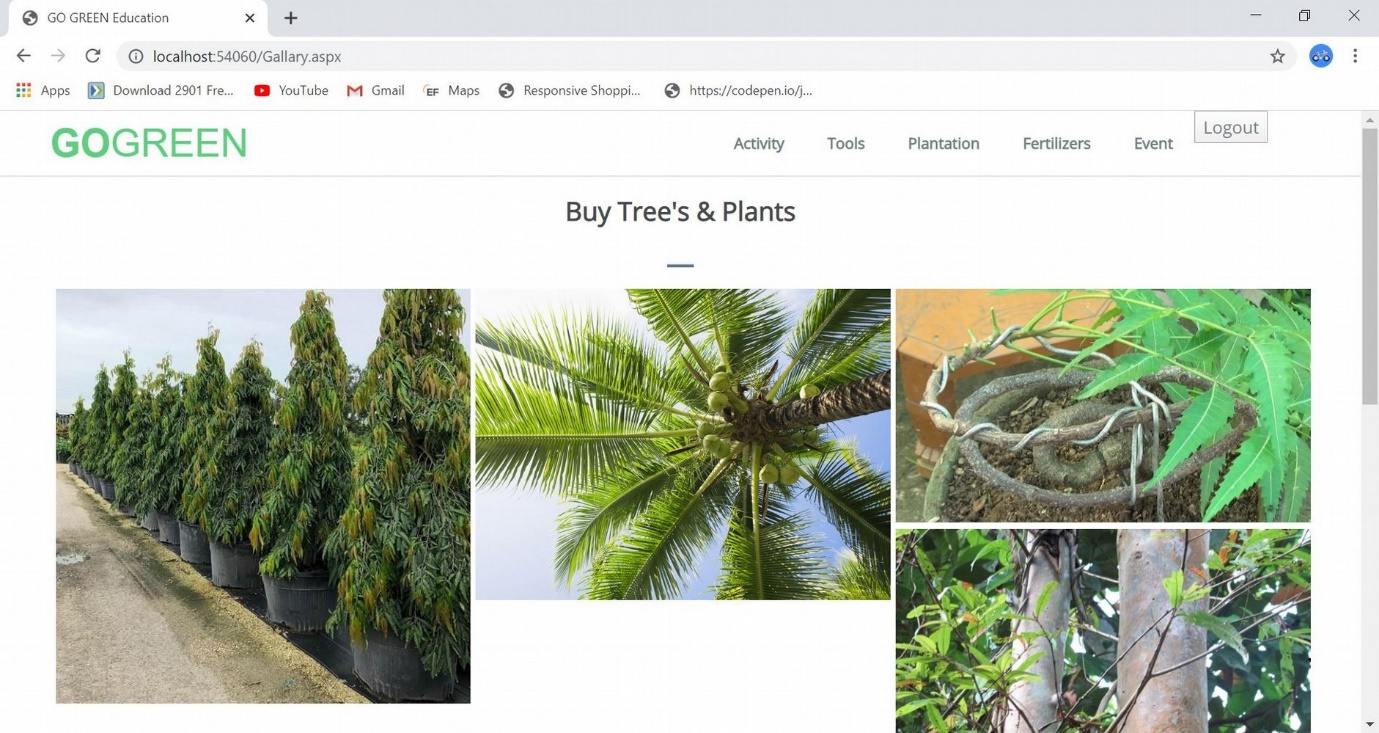 GO GREEN Education
localhost:54060/Gallary.aspx
Apps Download 2901 Fre... YouTube Gmail EF Maps Responsive Shoppi... https://codepen.io/j...
GOGREEN Activity Tools Plantation Fertilizers Event Logout
Buy Tree's & Plants